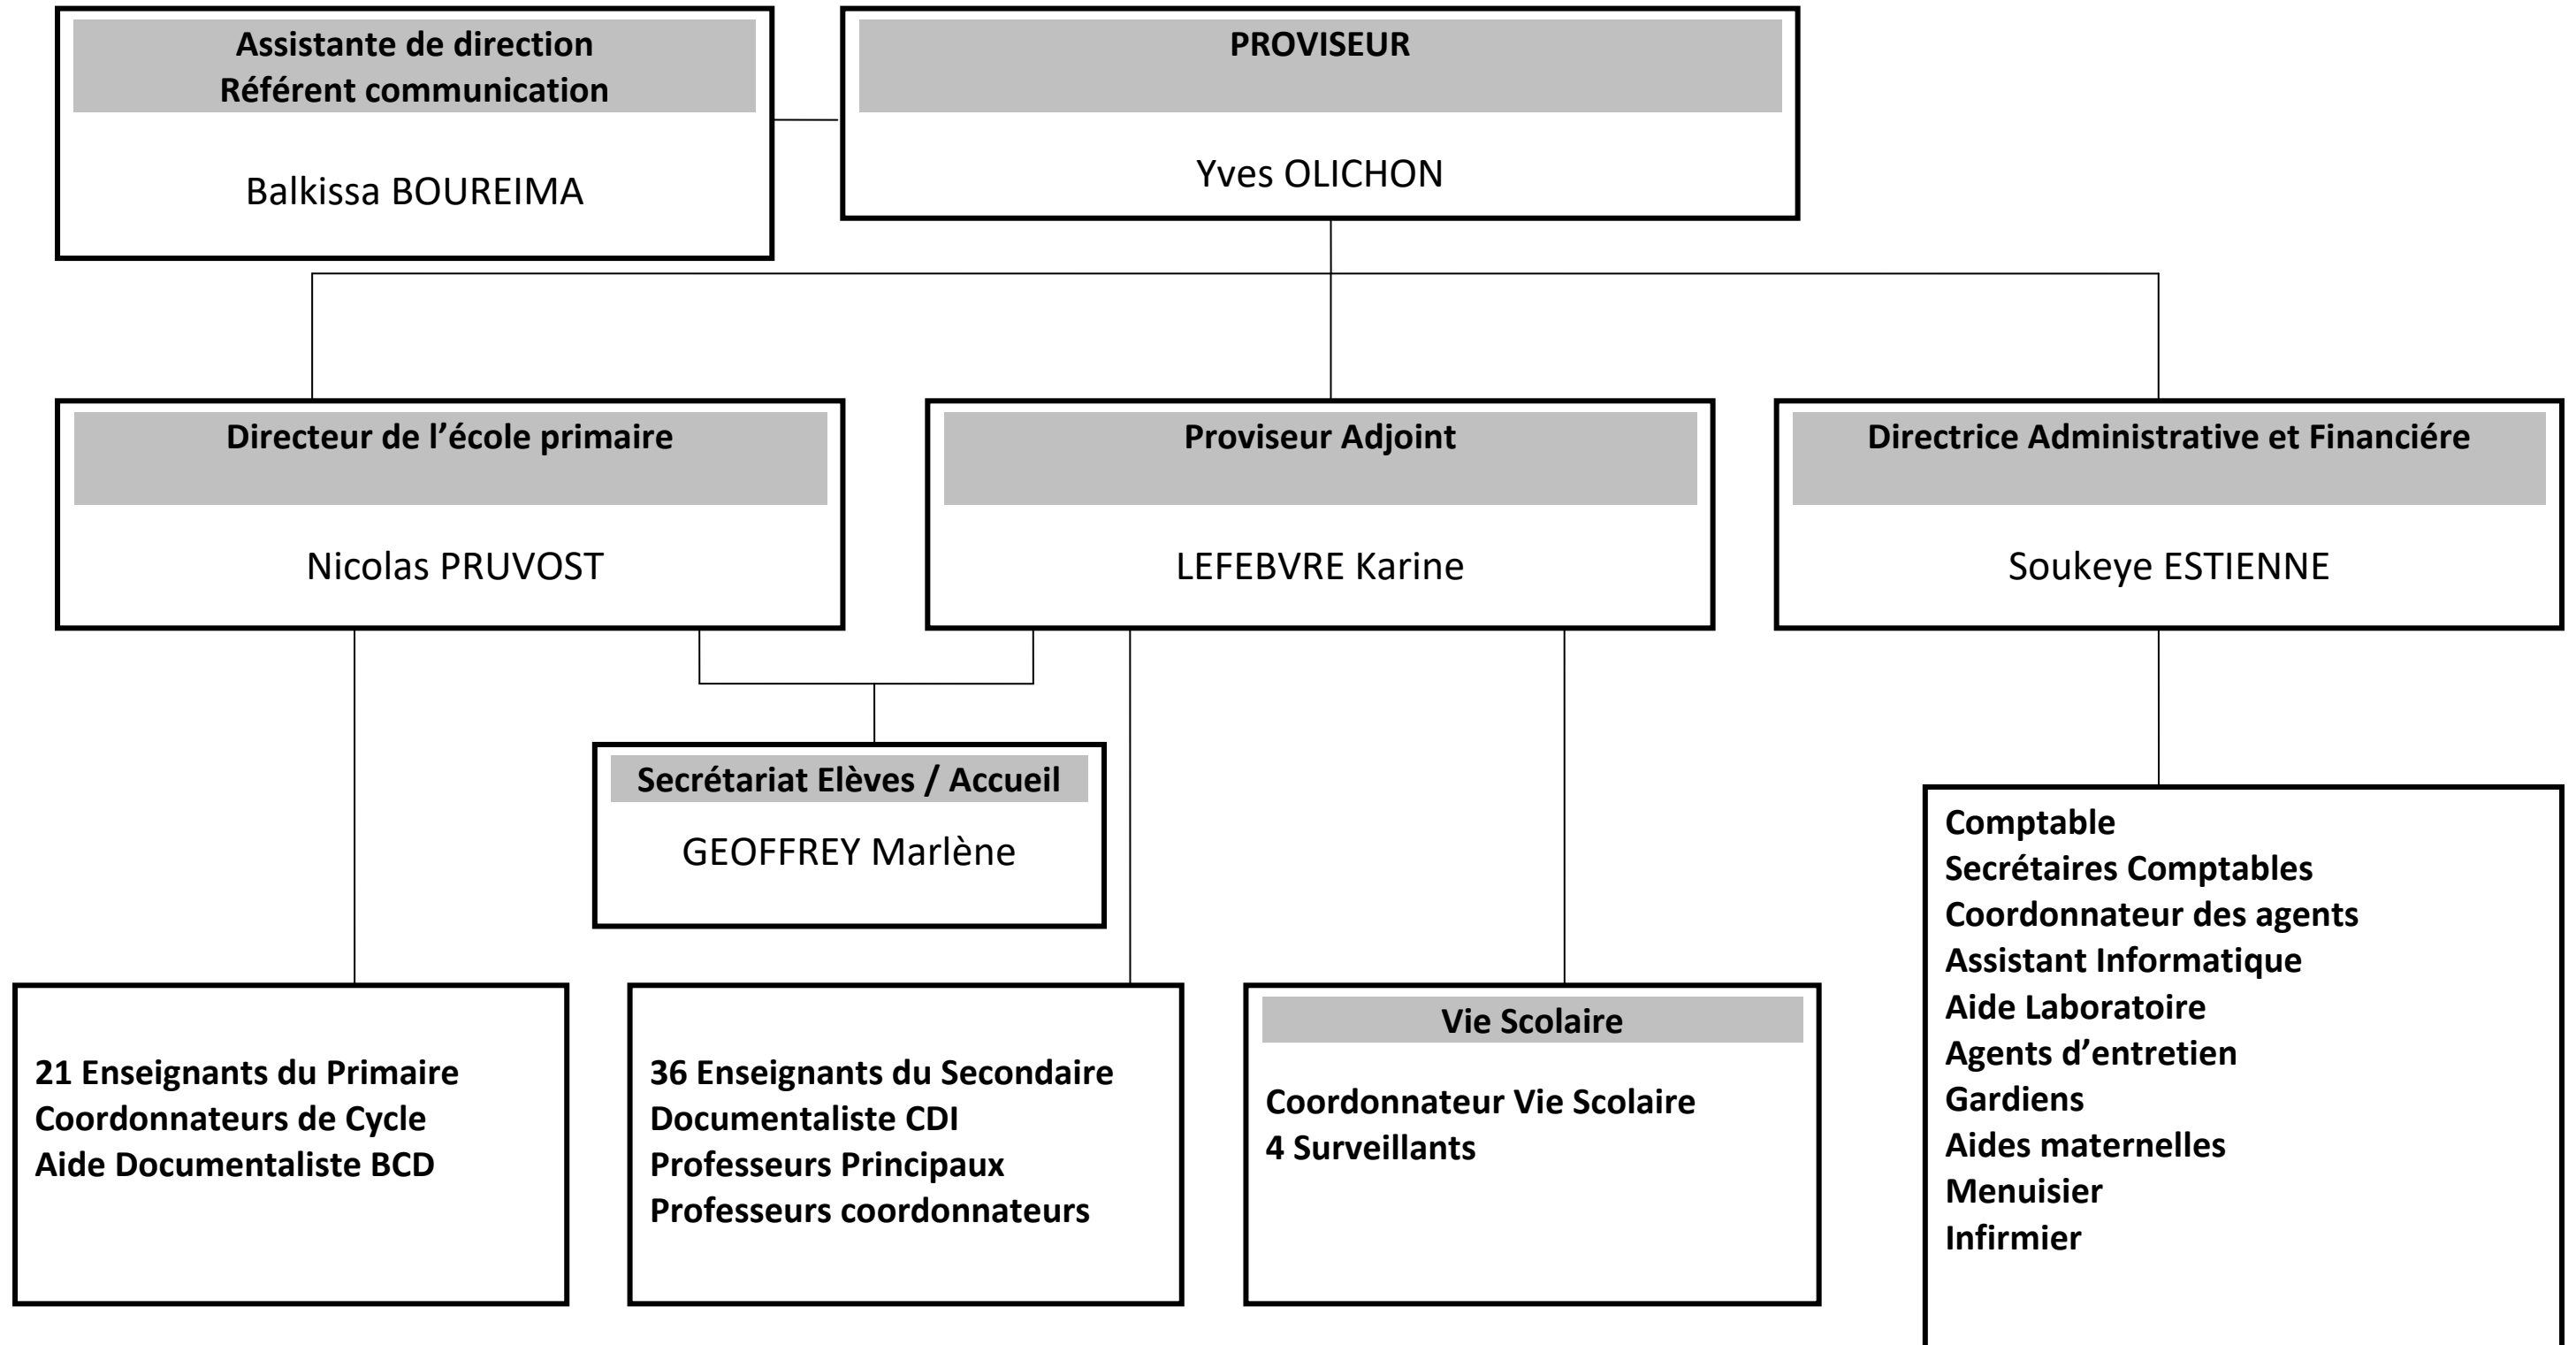 Assistante de direction
Référent communication
Balkissa BOUREIMA
PROVISEUR
Yves OLICHON
Directeur de l’école primaire
Nicolas PRUVOST
Proviseur Adjoint
LEFEBVRE Karine
Directrice Administrative et Financiére
Soukeye ESTIENNE
Secrétariat Elèves / Accueil
GEOFFREY Marlène
21 Enseignants du Primaire
Coordonnateurs de Cycle
Aide Documentaliste BCD
36 Enseignants du Secondaire
Documentaliste CDI
Professeurs Principaux
Professeurs coordonnateurs
Vie Scolaire
Coordonnateur Vie Scolaire
4 Surveillants
Comptable
Secrétaires Comptables
Coordonnateur des agents
Assistant Informatique
Aide Laboratoire
Agents d’entretien
Gardiens
Aides maternelles
Menuisier
Infirmier